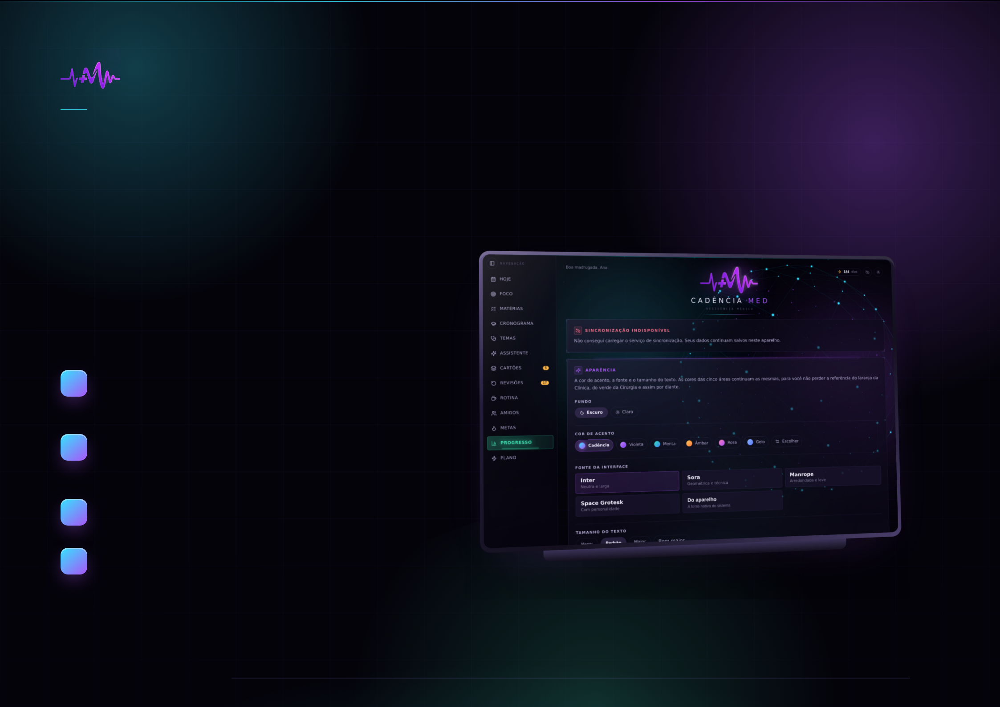 NAVEGAÇÃO
HOJE
FOCO
MATÉRIAS
CRONOGRAMA
TEMAS
ASSISTENTE
CARTÕES 5
REVISÕES 17
ROTINA
AMIGOS
METAS
PROGRESSO
PLANO
Boa madrugada, Ana
184 dias
CADÊNCIA MED
RESIDÊNCIA MÉDICA
SINCRONIZAÇÃO INDISPONÍVEL
Não consegui carregar o serviço de sincronização. Seus dados continuam salvos neste aparelho.
APARÊNCIA
A cor de acento, a fonte e o tamanho do texto. As cores das cinco áreas continuam as mesmas, para você não perder a referência do laranja da
Clínica, do verde da Cirurgia e assim por diante.
FUNDO
Escuro Claro
COR DE ACENTO
Cadência Violeta Menta Âmbar Rosa Gelo Escolher
FONTE DA INTERFACE
Inter
Neutra e larga
Sora
Geométrica e técnica
Manrope
Arredondada e leve
Space Grotesk
Com personalidade
Do aparelho
A fonte nativa do sistema
TAMANHO DO TEXTO
Menor Padrão Maior Bem maior